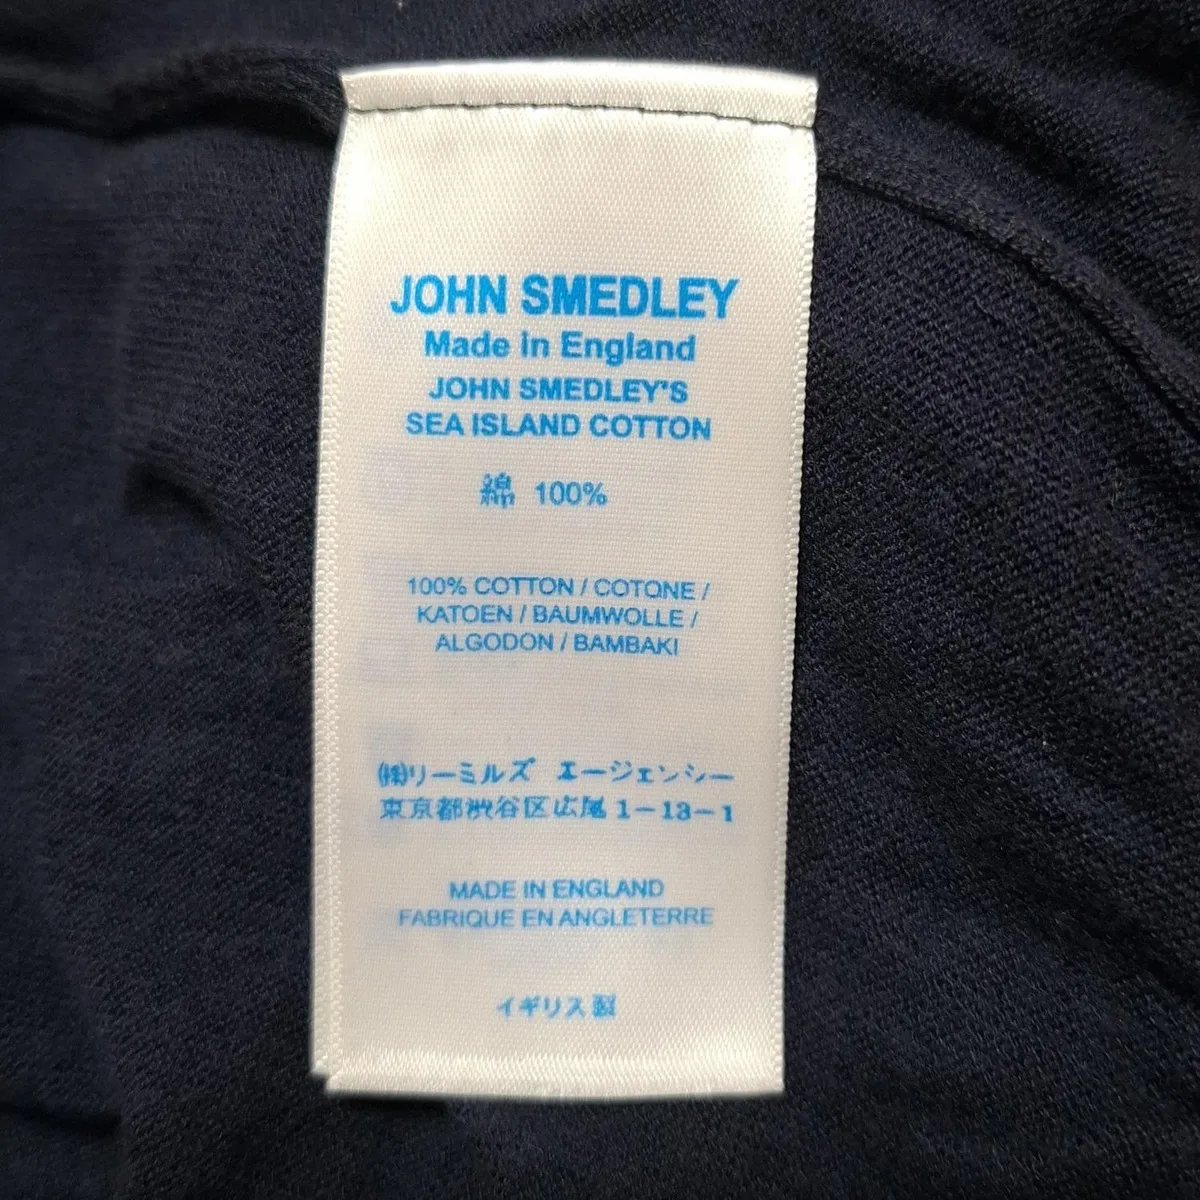 JOHN SMEDLEY
Made in England
JOHN SMEDLEY'S
SEA ISLAND COTTON
綿 100%
100% COTTON / COTONE /
KATOEN / BAUMWOLLE /
ALGODON / BAMBAKI
㈱リーミルズ エージェンシー
東京都渋谷区広尾1-13-1
MADE IN ENGLAND
FABRIQUE EN ANGLETERRE
イギリス製